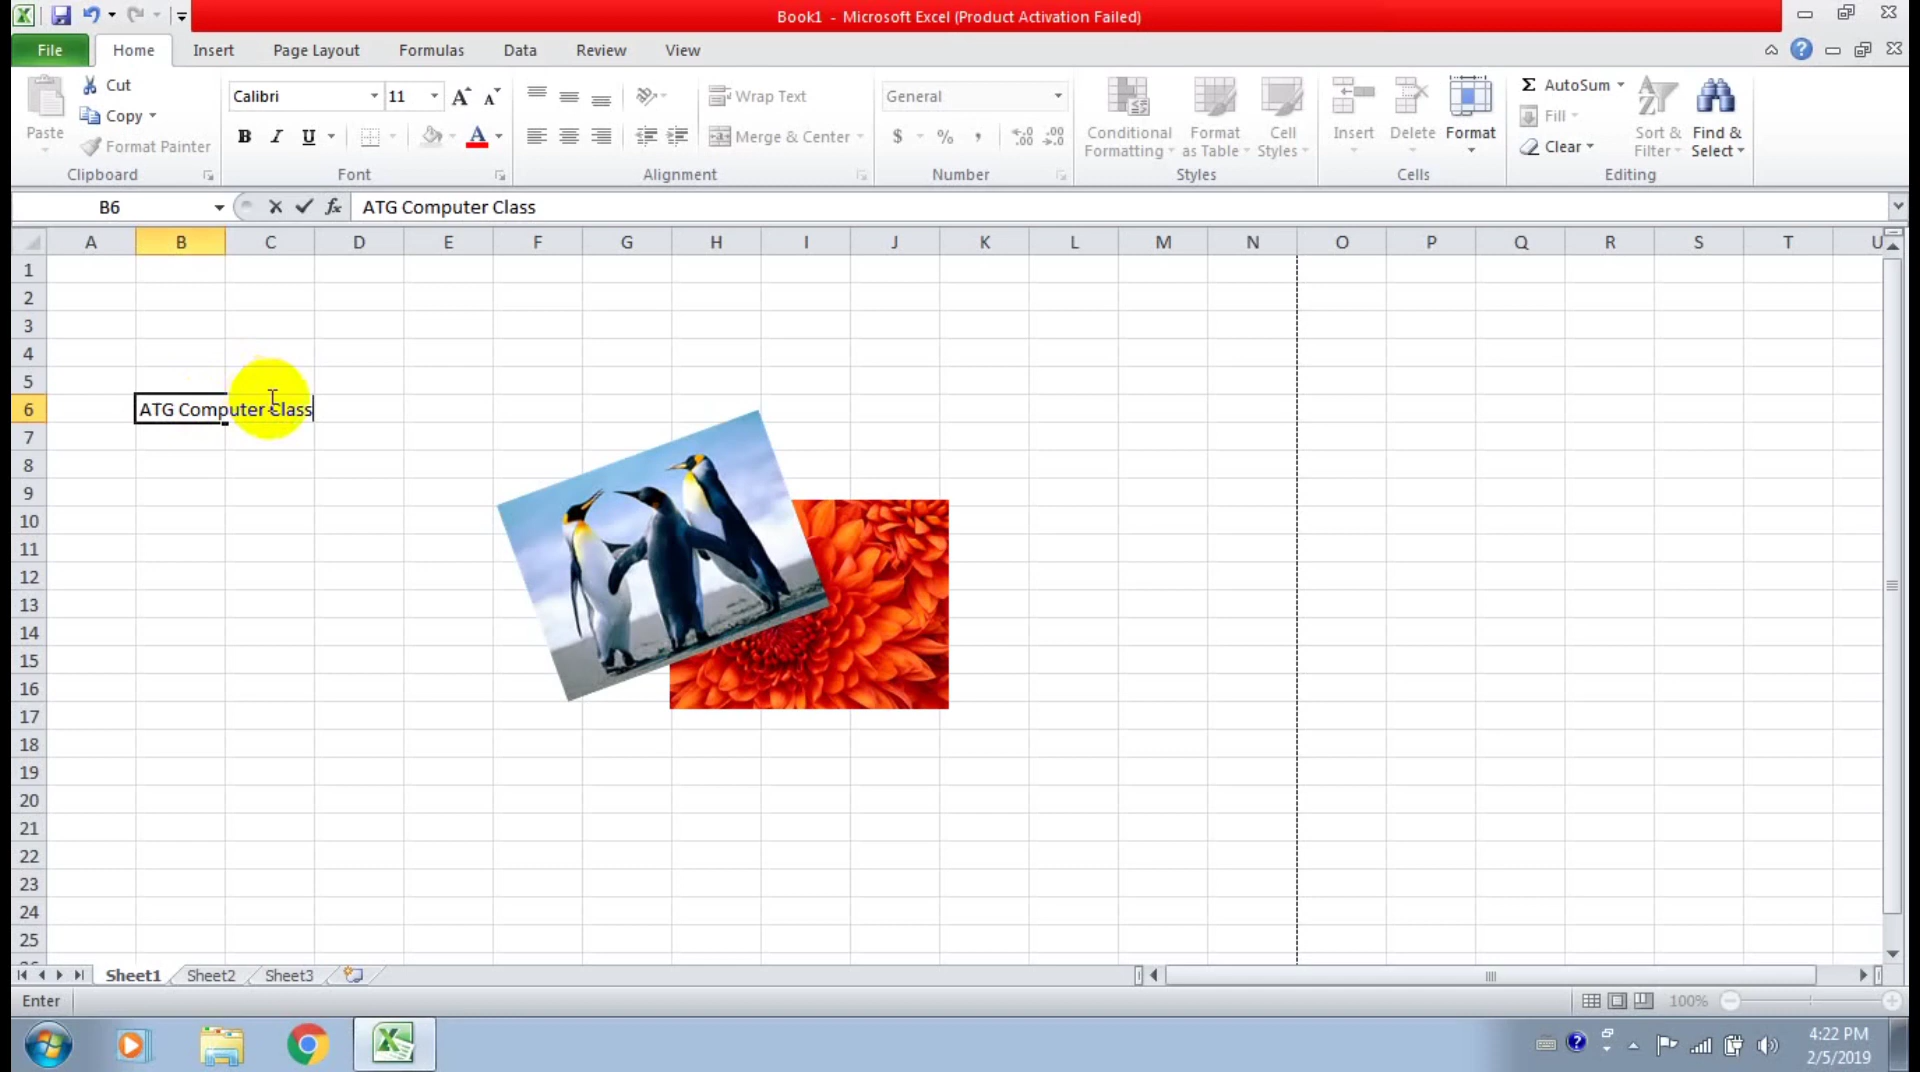 Book1 - Microsoft Excel (Product Activation Failed)
File Home Insert Page Layout Formulas Data Review View
Paste
Cut
Copy
Format Painter
Clipboard
Calibri 11
B I U A
Font
Wrap Text
Merge & Center
Alignment
General
$ % ,
Number
Conditional Formatting
Format as Table
Cell Styles
Styles
Insert Delete Format
Cells
Σ AutoSum
Fill
Clear
Sort & Filter
Find & Select
Editing
B6 fx ATG Computer Class
A B C D E F G H I J K L M N O P Q R S T U
1
2
3
4
5
6 ATG Computer Class
7
8
9
10
11
12
13
14
15
16
17
18
19
20
21
22
23
24
25
Sheet1 Sheet2 Sheet3
Enter 100%
4:22 PM
2/5/2019